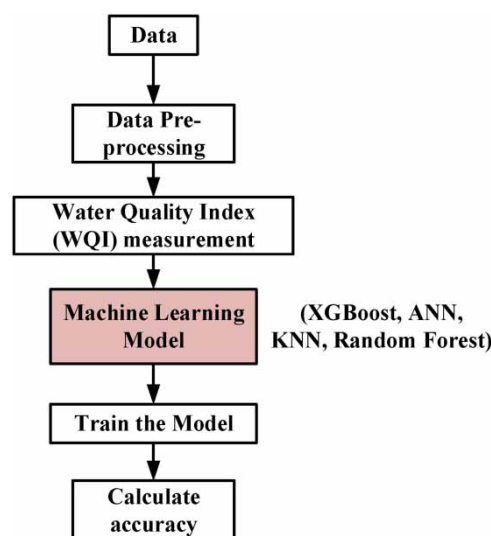 Data
Data Pre-
processing
Water Quality Index
(WQI) measurement
Machine Learning
Model
(XGBoost, ANN,
KNN, Random Forest)
Train the Model
Calculate
accuracy